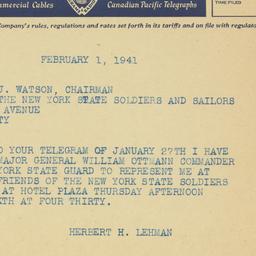 mmercial Cables
Canadian Pacific Telegraphs
TIME FILED
Company's rules, regulations and rates set forth in its tariffs and on file with regulator
FEBRUARY 1, 1941
J. WATSON, CHAIRMAN
THE NEW YORK STATE SOLDIERS AND SAILORS
AVENUE
TY
O YOUR TELEGRAM OF JANUARY 27TH I HAVE
MAJOR GENERAL WILLIAM OTTMANN COMMANDER
YORK STATE GUARD TO REPRESENT ME AT
FRIENDS OF THE NEW YORK STATE SOLDIERS
AT HOTEL PLAZA THURSDAY AFTERNOON
XTH AT FOUR THIRTY.
HERBERT H. LEHMAN